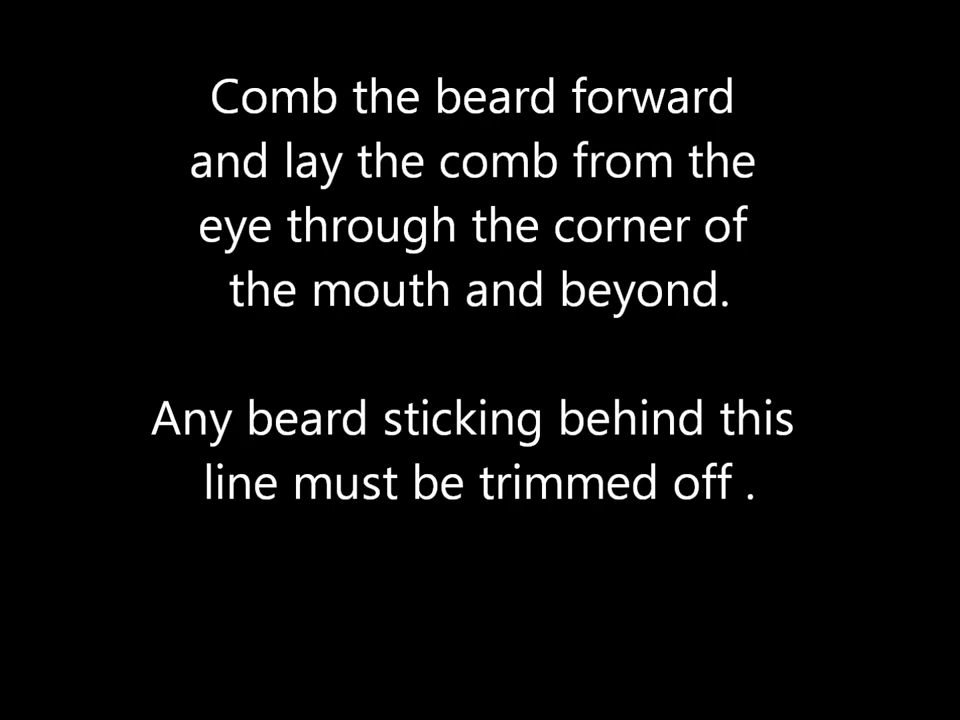 Comb the beard forward
and lay the comb from the
eye through the corner of
the mouth and beyond.
Any beard sticking behind this
line must be trimmed off .